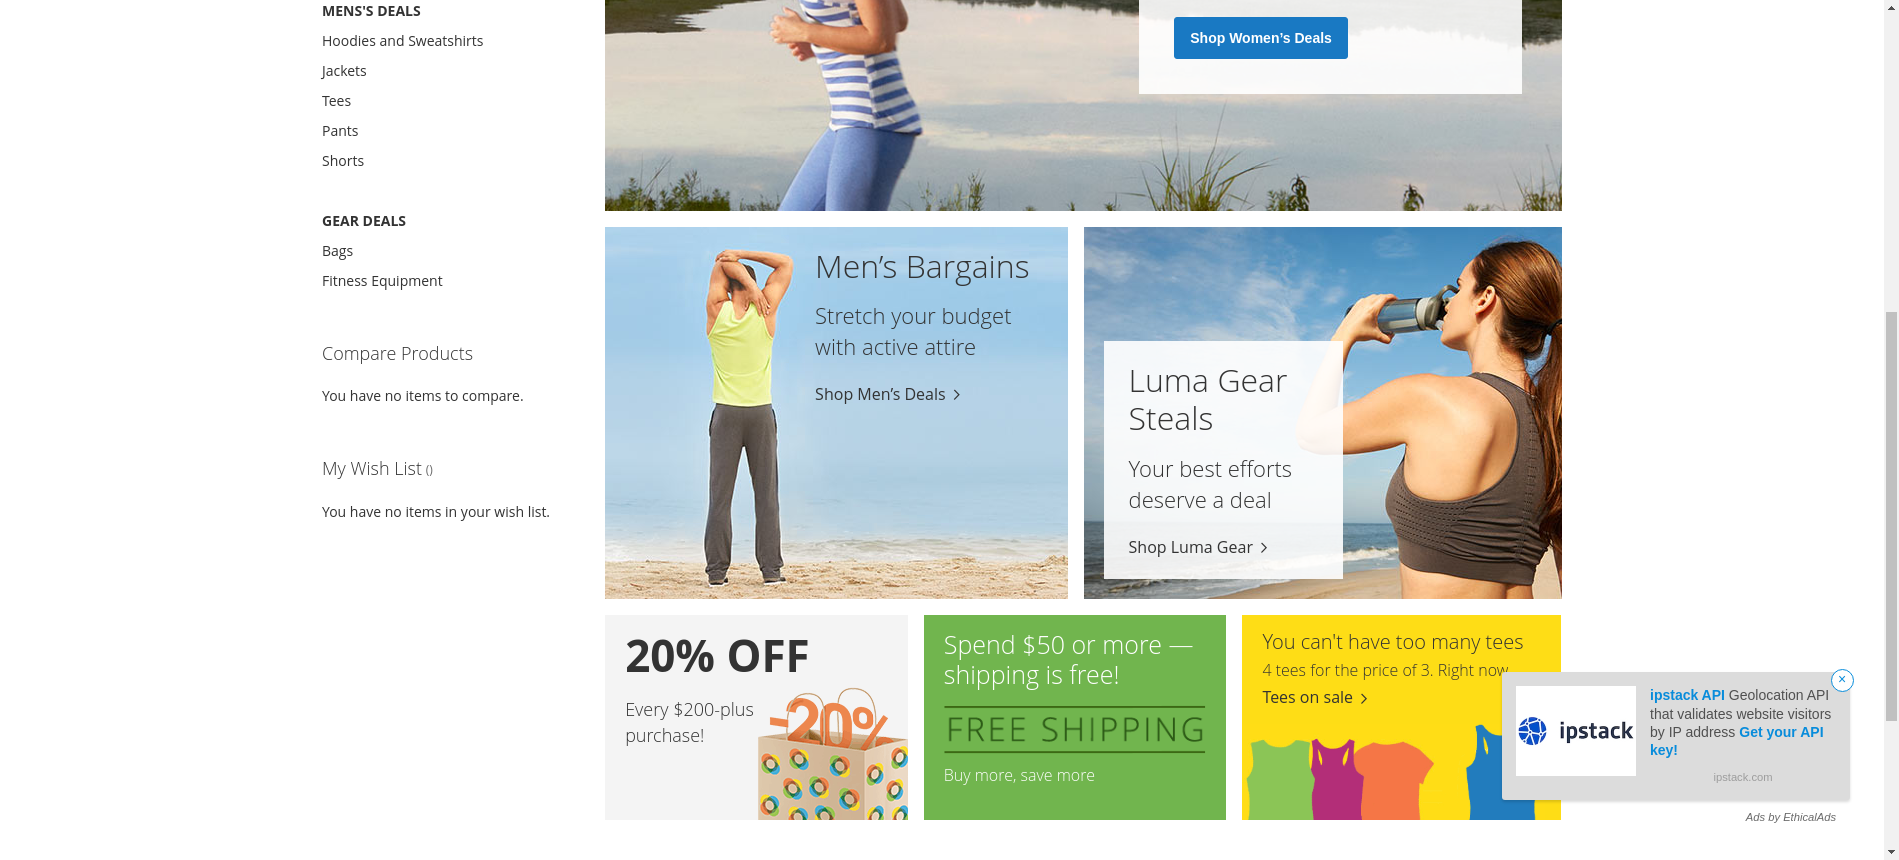 MENS'S DEALS
Hoodies and Sweatshirts
Jackets
Tees
Pants
Shorts
GEAR DEALS
Bags
Fitness Equipment
Compare Products
You have no items to compare.
My Wish List ()
You have no items in your wish list.
Shop Women’s Deals
Men’s Bargains
Stretch your budget
with active attire
Shop Men’s Deals
Luma Gear
Steals
Your best efforts
deserve a deal
Shop Luma Gear
20% OFF
Every $200-plus
purchase!
-20%
Spend $50 or more —
shipping is free!
FREE SHIPPING
Buy more, save more
You can't have too many tees
4 tees for the price of 3. Right now
Tees on sale
×
ipstack
ipstack API Geolocation API
that validates website visitors
by IP address Get your API
key!
ipstack.com
Ads by EthicalAds